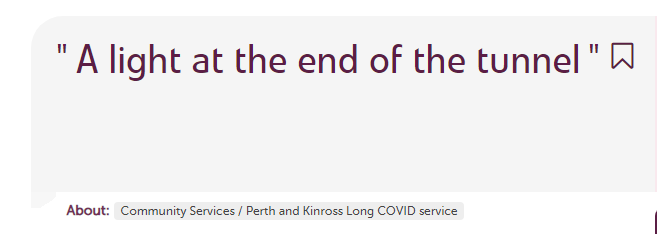 " A light at the end of the tunnel "
About: Community Services / Perth and Kinross Long COVID service